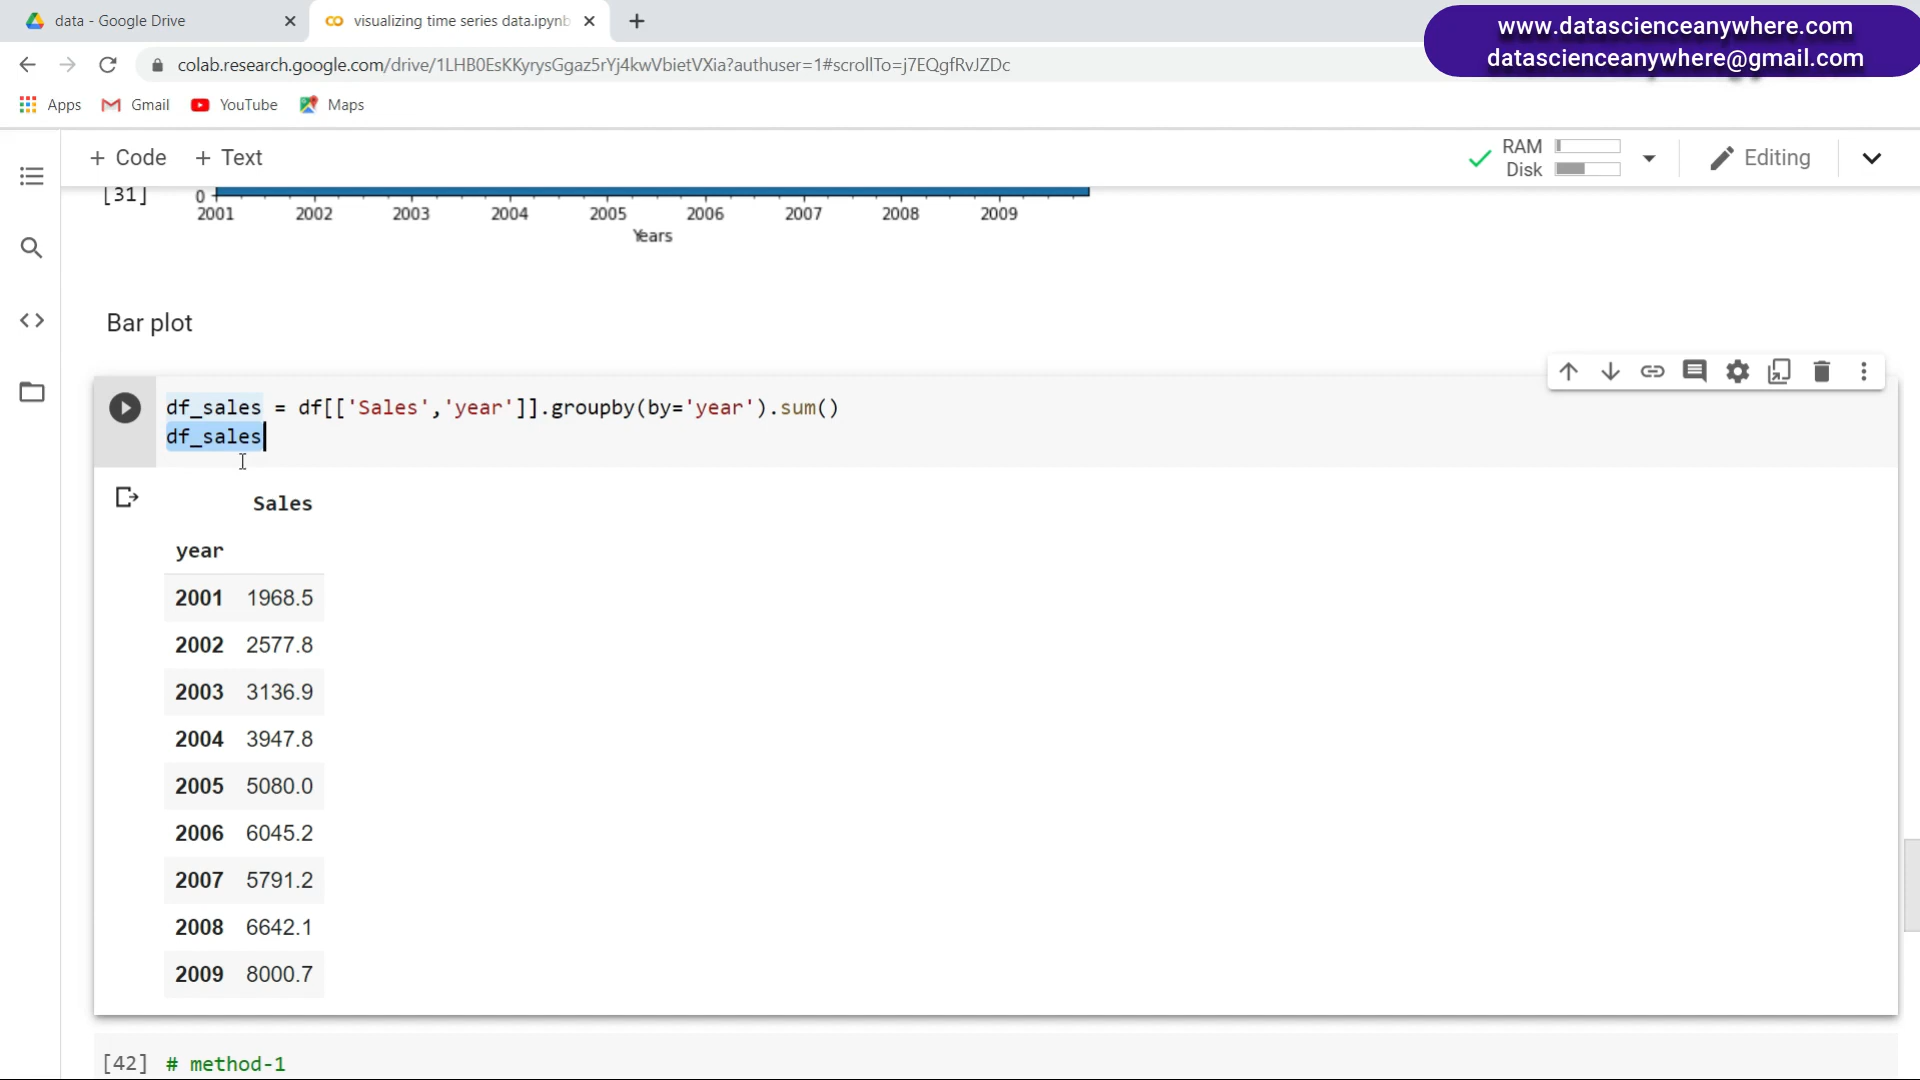 data - Google Drive
visualizing time series data.ipynb
www.datascienceanywhere.com
datascienceanywhere@gmail.com
colab.research.google.com/drive/1LHB0EsKKyrysGgaz5rYj4kwVbietVXia?authuser=1#scrollTo=j7EQgfRvJZDc
Apps Gmail YouTube Maps
+ Code + Text
RAM
Disk
Editing
[31]
0
2001 2002 2003 2004 2005 2006 2007 2008 2009
Years
Bar plot
df_sales = df[['Sales','year']].groupby(by='year').sum()
df_sales
Sales
year
2001 1968.5
2002 2577.8
2003 3136.9
2004 3947.8
2005 5080.0
2006 6045.2
2007 5791.2
2008 6642.1
2009 8000.7
[42] # method-1